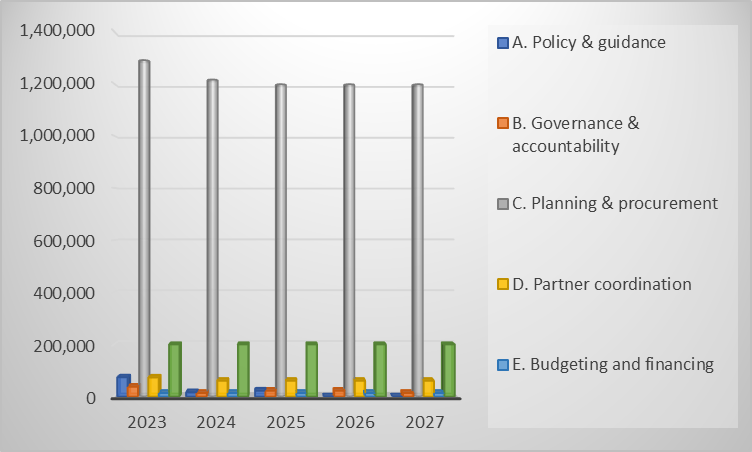 1,400,000
1,200,000
1,000,000
800,000
600,000
400,000
200,000
0
2023 2024 2025 2026 2027
A. Policy & guidance
B. Governance &
accountability
C. Planning & procurement
D. Partner coordination
E. Budgeting and financing